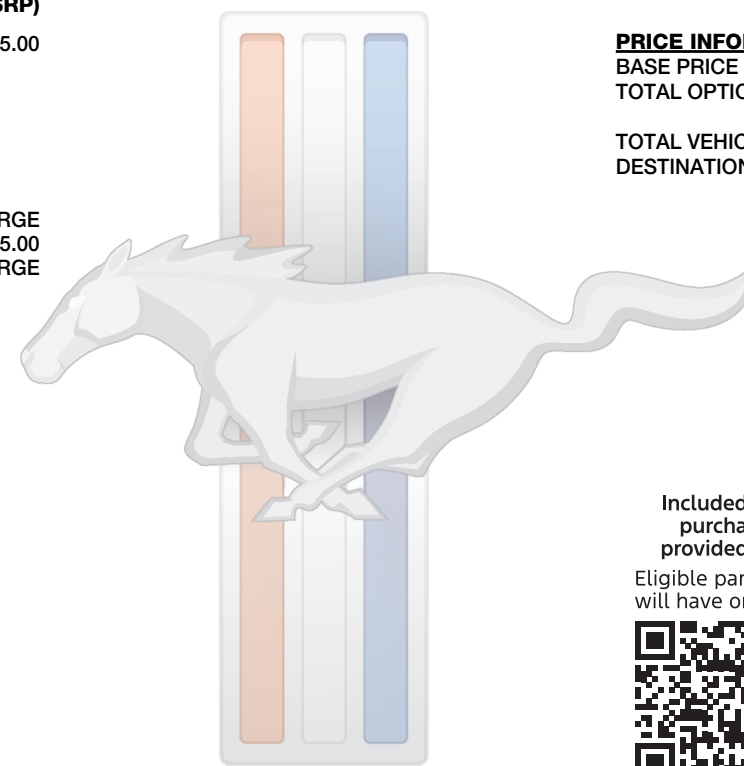 SRP)
5.00
RGE
5.00
RGE
PRICE INFO
BASE PRICE
TOTAL OPTIO
TOTAL VEHIC
DESTINATION
Included
purcha
provided
Eligible par
will have o